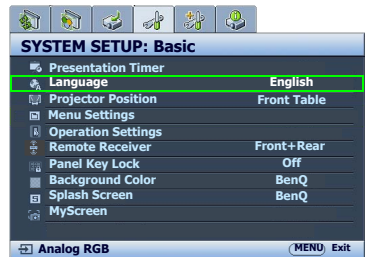 SYSTEM SETUP: Basic
Presentation Timer
Language English
Projector Position Front Table
Menu Settings
Operation Settings
Remote Receiver Front+Rear
Panel Key Lock Off
Background Color BenQ
Splash Screen BenQ
MyScreen
Analog RGB MENU Exit